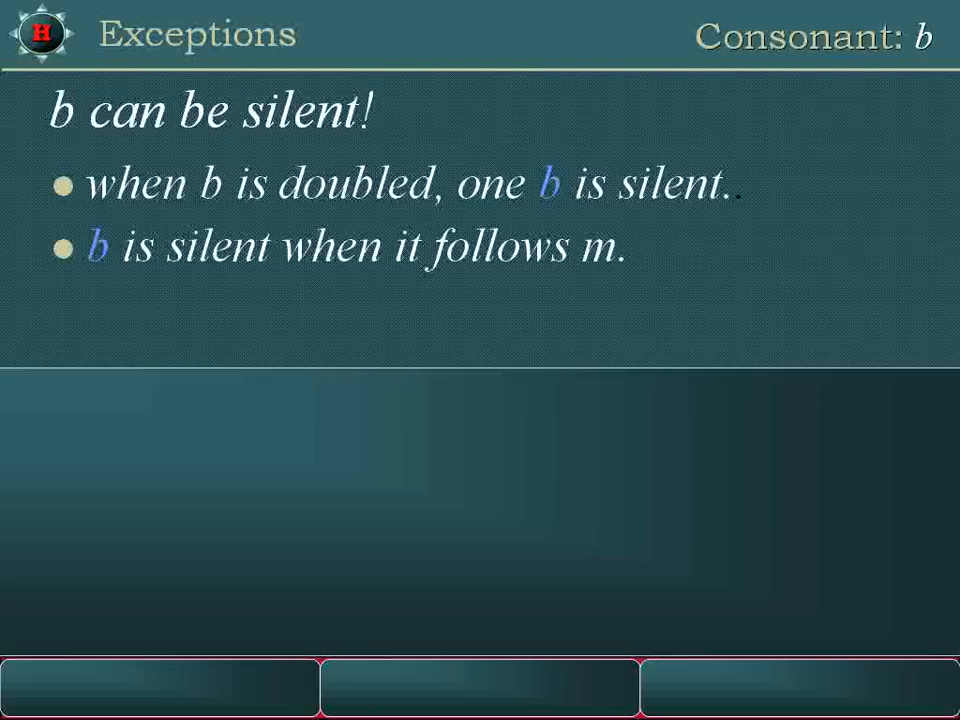 H
Exceptions
Consonant: b
b can be silent!
when b is doubled, one b is silent..
b is silent when it follows m.